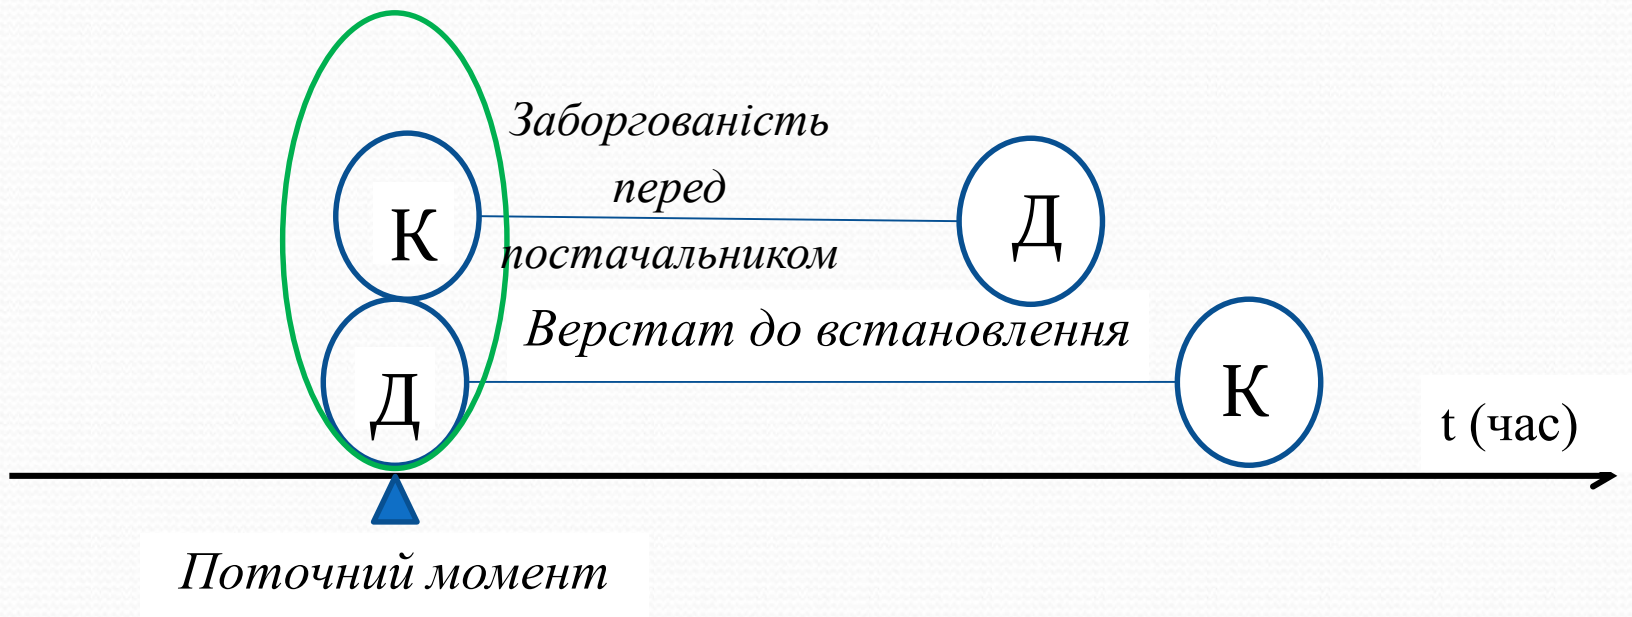 Заборгованість
перед
постачальником
К
Д
Верстат до встановлення
Д
К
t (час)
Поточний момент